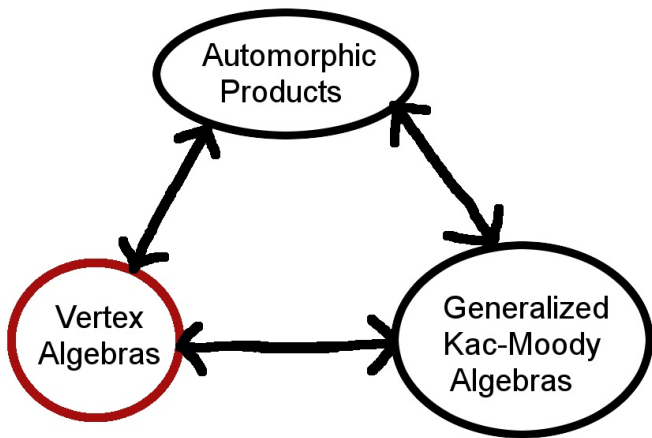 Automorphic
Products
Vertex
Algebras
Generalized
Kac-Moody
Algebras